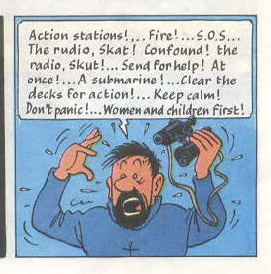 Action stations!... Fire!...S.O.S...
The rudio, Skat! Confound! the
radio, Skut!... Send for help! At
once!...A submarine!...Clear the
decks for action!... Keep calm!
Don't panic!...Women and children first!